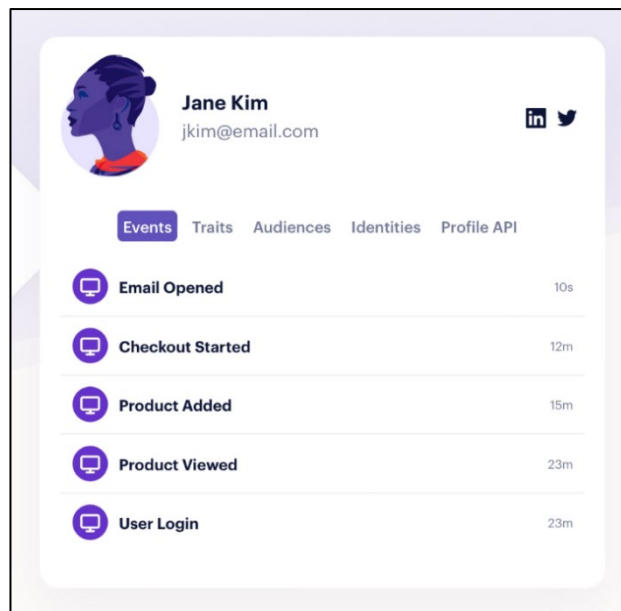 Jane Kim
jkim@email.com
in
Events Traits Audiences Identities Profile API
Email Opened 10s
Checkout Started 12m
Product Added 15m
Product Viewed 23m
User Login 23m